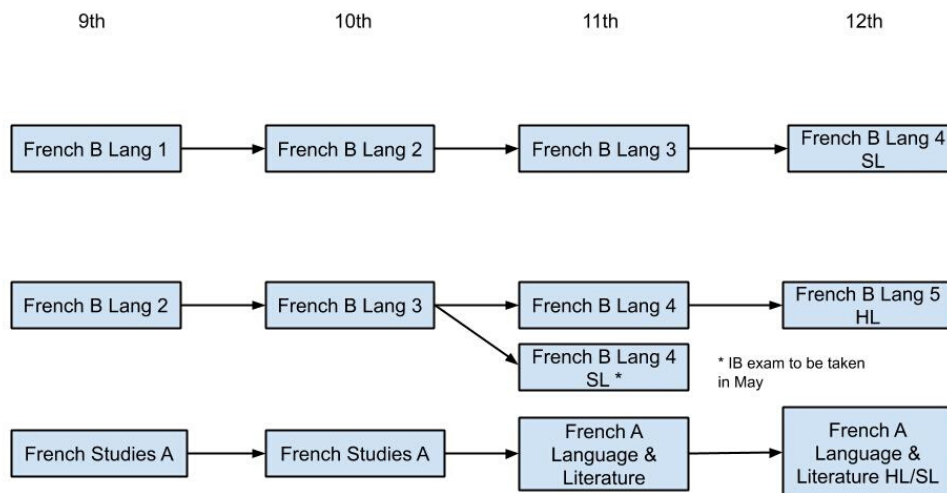 9th
10th
11th
12th
French B Lang 1
French B Lang 2
French B Lang 3
French B Lang 4
SL
French B Lang 2
French B Lang 3
French B Lang 4
French B Lang 5
HL
French B Lang 4
SL *
* IB exam to be taken
in May
French Studies A
French Studies A
French A
Language &
Literature
French A
Language &
Literature HL/SL